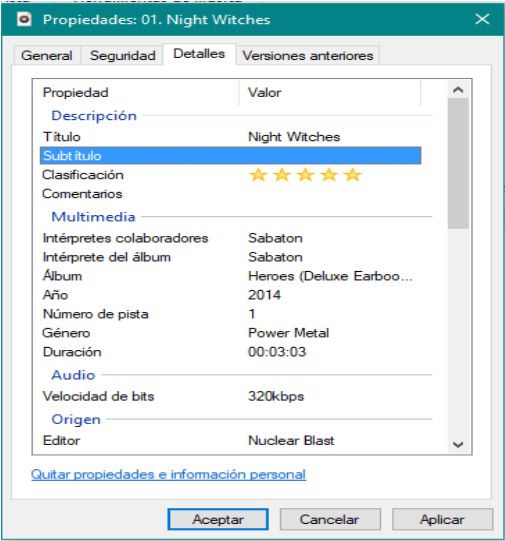 Propiedades: 01. Night Witches
General Seguridad Detalles Versiones anteriores
Propiedad Valor
Descripción
Título Night Witches
Subtítulo
Clasificación
Comentarios
Multimedia
Intérpretes colaboradores Sabaton
Intérprete del álbum Sabaton
Álbum Heroes (Deluxe Earboo...
Año 2014
Número de pista 1
Género Power Metal
Duración 00:03:03
Audio
Velocidad de bits 320kbps
Origen
Editor Nuclear Blast
Quitar propiedades e información personal
Aceptar Cancelar Aplicar